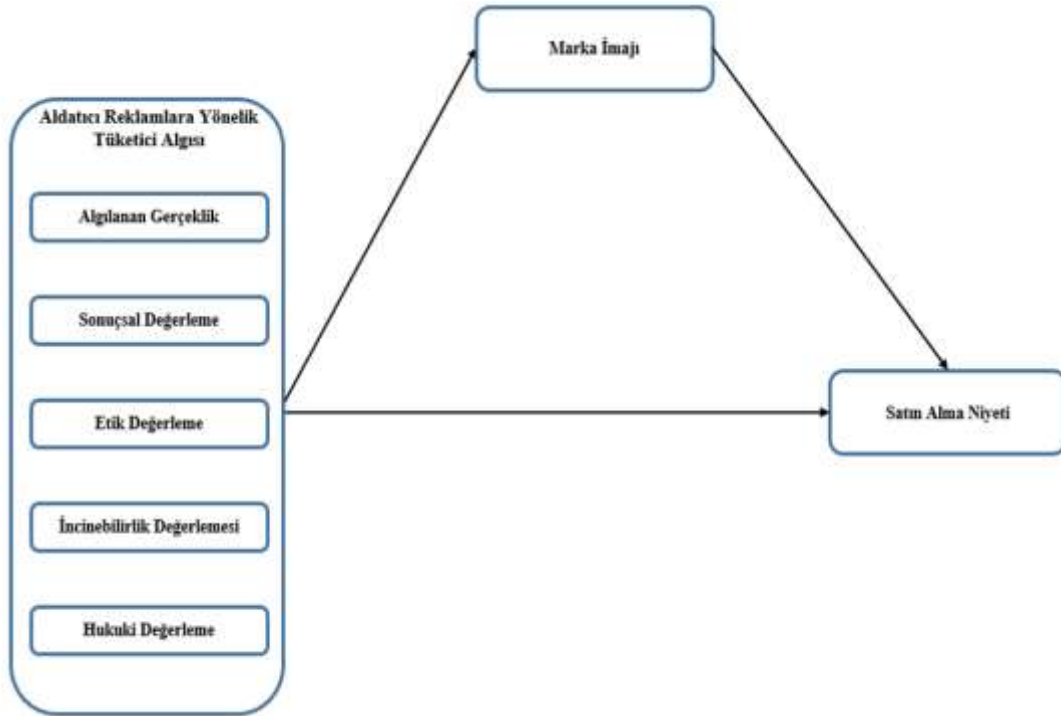 Marka İmajı
Aldatıcı Reklamlara Yönelik
Tüketici Algısı
Algılanan Gerçeklik
Sonuçsal Değerleme
Etik Değerleme
İncinebilirlik Değerlemesi
Hukuki Değerleme
Satın Alma Niyeti